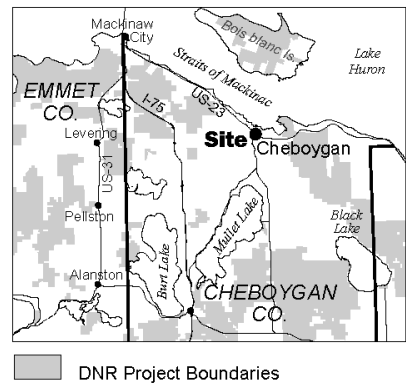 Mackinaw
City
Bois blanc Is.
Lake
Huron
Straits of Mackinac
EMMET
CO.
I-75
US-23
Site
Cheboygan
Levering
US-31
Pellston
Mullet Lake
Black
Lake
Burt Lake
Alanston
CHEBOYGAN
CO.
DNR Project Boundaries